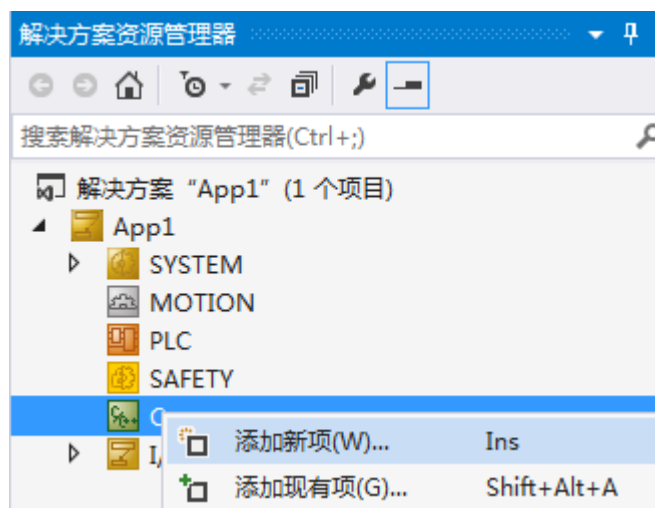 解决方案资源管理器
搜索解决方案资源管理器(Ctrl+;)
解决方案 "App1" (1 个项目)
App1
SYSTEM
MOTION
PLC
SAFETY
添加新项(W)... Ins
添加现有项(G)... Shift+Alt+A